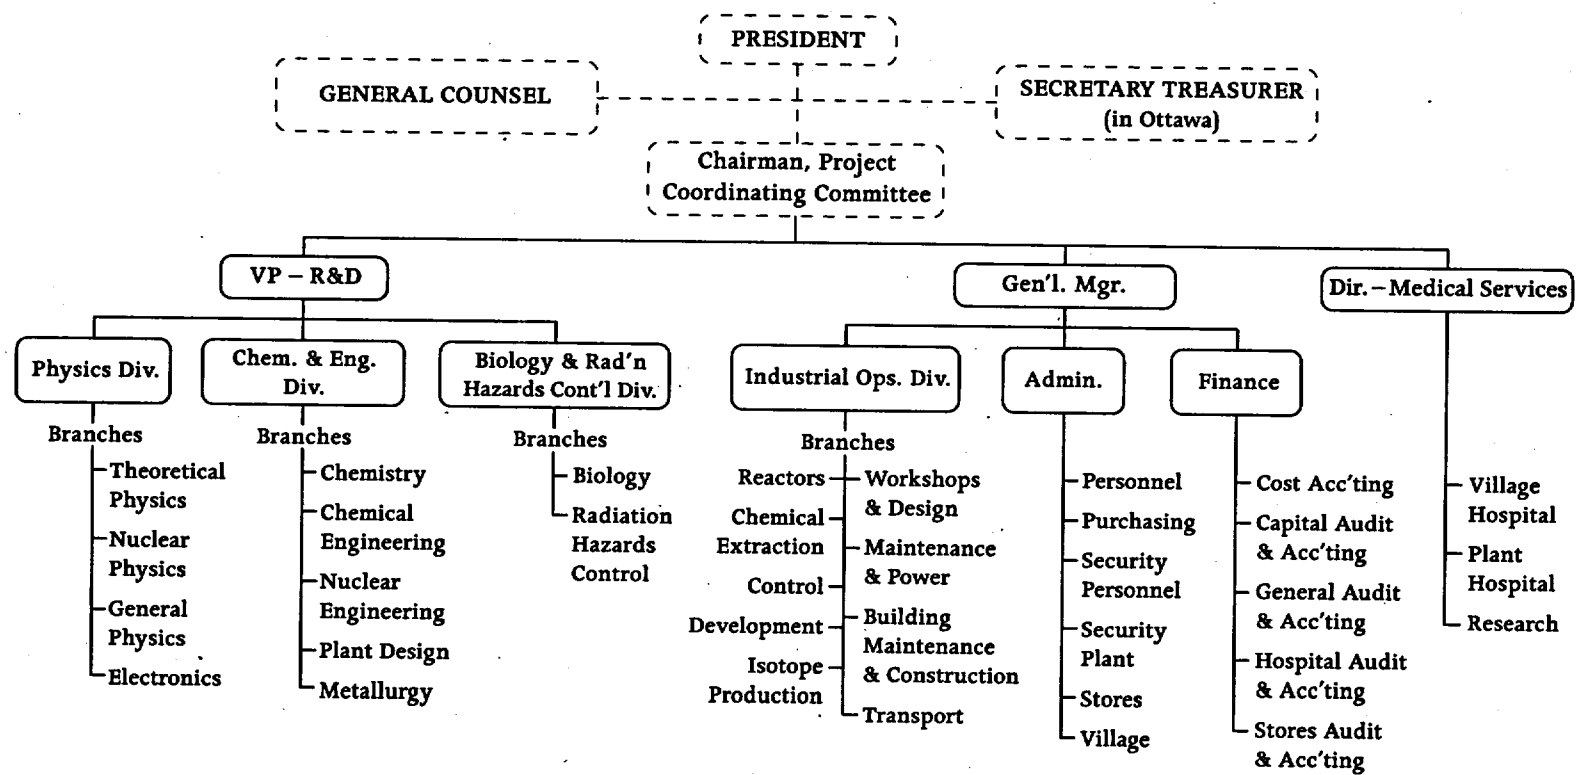 PRESIDENT
GENERAL COUNSEL
SECRETARY TREASURER
(in Ottawa)
Chairman, Project
Coordinating Committee
VP – R&D
Gen'l. Mgr.
Dir. – Medical Services
Physics Div.
Chem. & Eng.
Div.
Biology & Rad'n
Hazards Cont'l Div.
Industrial Ops. Div.
Admin.
Finance
Branches
Theoretical
Physics
Nuclear
Physics
General
Physics
Electronics
Branches
Chemistry
Chemical
Engineering
Nuclear
Engineering
Plant Design
Metallurgy
Branches
Biology
Radiation
Hazards
Control
Branches
Reactors
Chemical
Extraction
Control
Development
Isotope
Production
Workshops
& Design
Maintenance
& Power
Building
Maintenance
& Construction
Transport
Personnel
Purchasing
Security
Personnel
Security
Plant
Stores
Village
Cost Acc'ting
Capital Audit
& Acc'ting
General Audit
& Acc'ting
Hospital Audit
& Acc'ting
Stores Audit
& Acc'ting
Village
Hospital
Plant
Hospital
Research